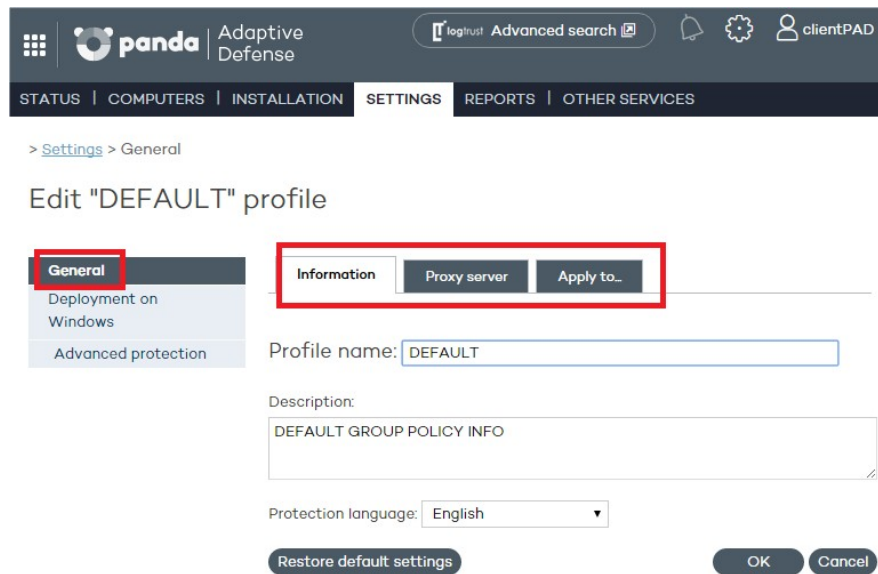 panda Adaptive Defense
logtrust Advanced search
clientPAD
STATUS | COMPUTERS | INSTALLATION SETTINGS REPORTS | OTHER SERVICES
> Settings > General
Edit "DEFAULT" profile
General
Deployment on
Windows
Advanced protection
Information Proxy server Apply to...
Profile name: DEFAULT
Description:
DEFAULT GROUP POLICY INFO
Protection language: English
Restore default settings OK Cancel